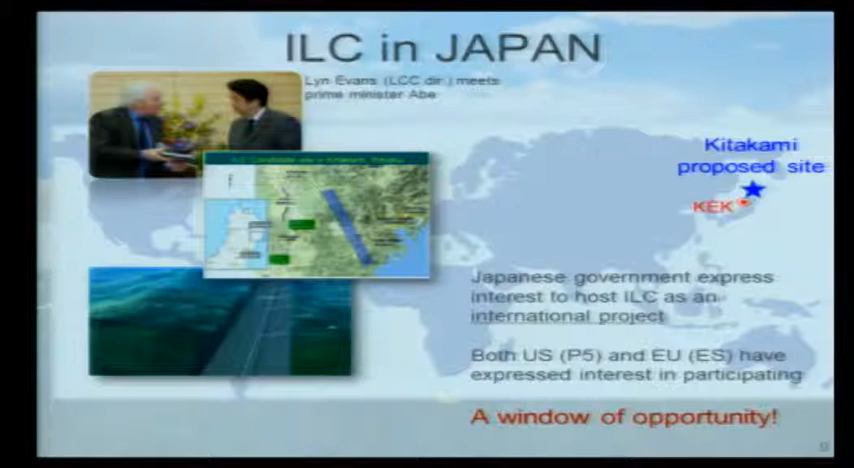 ILC in JAPAN
Lyn Evans (LCC dir.) meets
prime minister Abe
Kitakami
proposed site
KEK
Japanese government express
interest to host ILC as an
international project
Both US (P5) and EU (ES) have
expressed interest in participating
A window of opportunity!
9